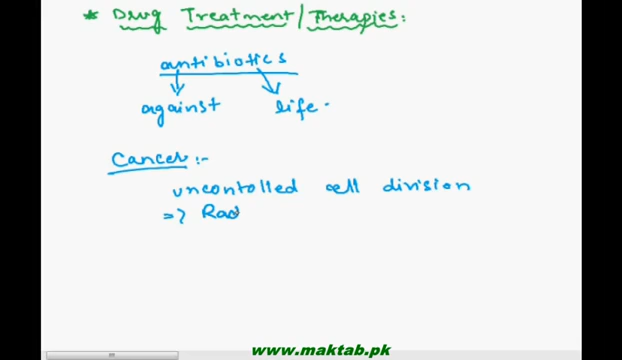 * Drug Treatment/Therapies:
antibiotics
against life.
Cancer:-
uncontolled cell division
=> Rad
www.maktab.pk